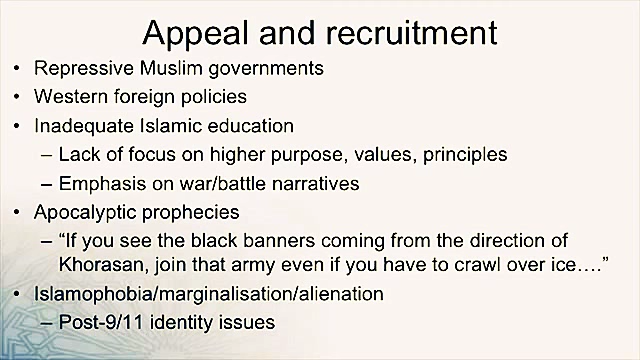 Appeal and recruitment
• Repressive Muslim governments
• Western foreign policies
• Inadequate Islamic education
– Lack of focus on higher purpose, values, principles
– Emphasis on war/battle narratives
• Apocalyptic prophecies
– “If you see the black banners coming from the direction of
Khorasan, join that army even if you have to crawl over ice….”
• Islamophobia/marginalisation/alienation
– Post-9/11 identity issues